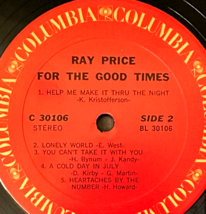 COLUMBIA COLUMBIA
RAY PRICE
FOR THE GOOD TIMES
1. HELP ME MAKE IT THRU THE NIGHT
- K. Kristofferson -
C 30106 SIDE 2
STEREO BL 30106
2. LONELY WORLD - E. West -
3. YOU CAN'T TAKE IT WITH YOU
- H. Bynum - J. Kandy -
4. A COLD DAY IN JULY
- D. Kirby - G. Martin -
5. HEARTACHES BY THE
NUMBER - H. Howard -
COLUMBIA